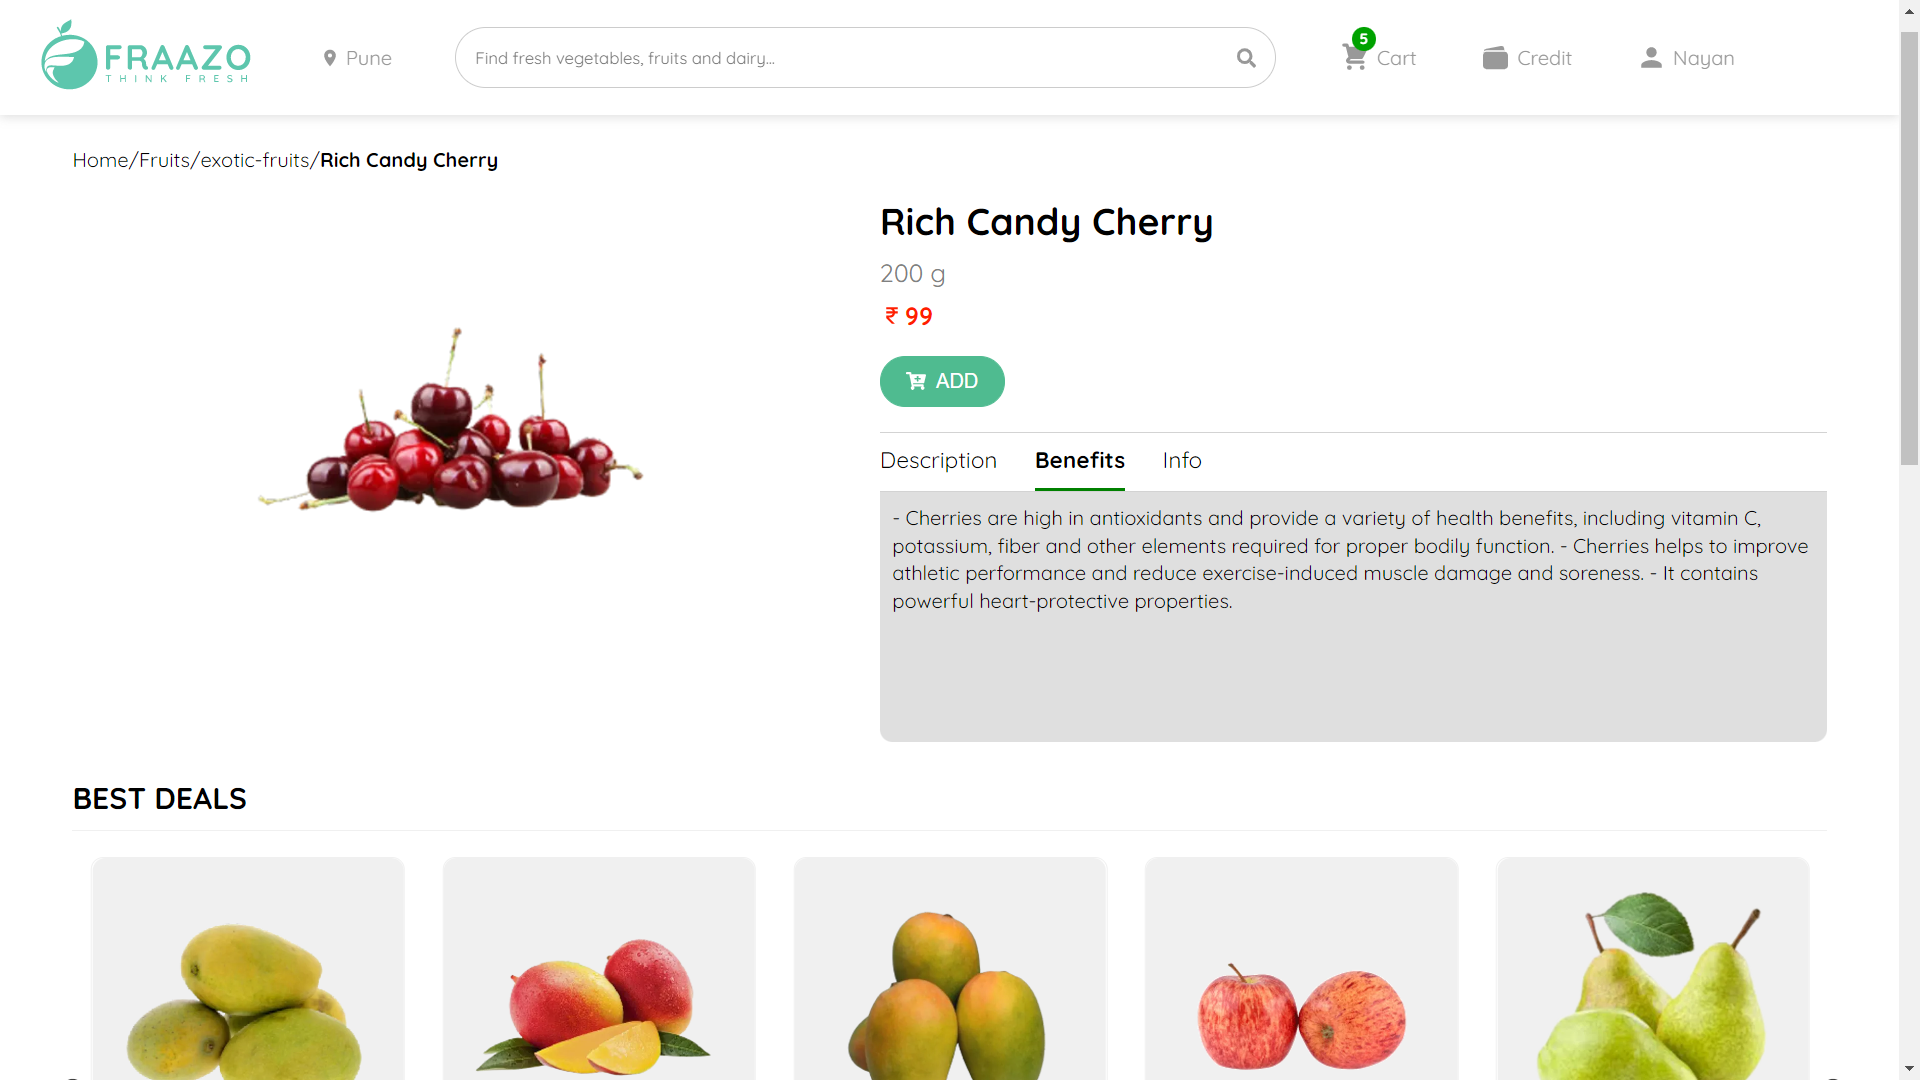 FRAAZO
THINK FRESH
Pune
Find fresh vegetables, fruits and dairy...
5
Cart
Credit
Nayan
Home/Fruits/exotic-fruits/Rich Candy Cherry
Rich Candy Cherry
200 g
₹ 99
ADD
Description
Benefits
Info
- Cherries are high in antioxidants and provide a variety of health benefits, including vitamin C,
potassium, fiber and other elements required for proper bodily function. - Cherries helps to improve
athletic performance and reduce exercise-induced muscle damage and soreness. - It contains
powerful heart-protective properties.
BEST DEALS